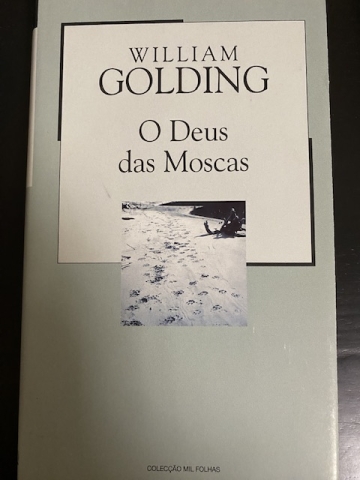 WILLIAM
GOLDING
O Deus
das Moscas
COLECÇÃO MIL FOLHAS